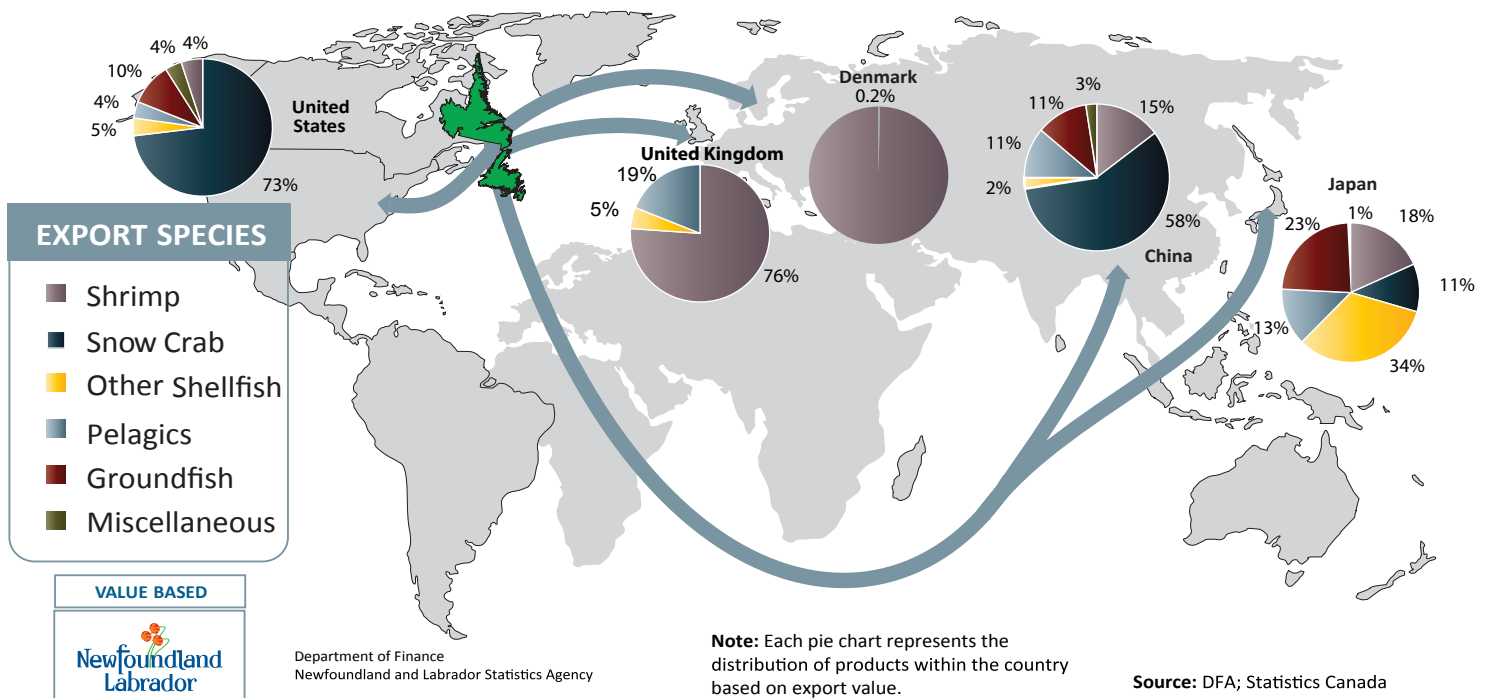 4% 4%
10%
4%
5%
73%
United
States
Denmark
0.2%
3%
11%
15%
11%
2%
58%
China
United Kingdom
19%
5%
76%
Japan
1%
23%
18%
11%
13%
34%
EXPORT SPECIES
Shrimp
Snow Crab
Other Shellfish
Pelagics
Groundfish
Miscellaneous
VALUE BASED
Newfoundland
Labrador
Department of Finance
Newfoundland and Labrador Statistics Agency
Note: Each pie chart represents the
distribution of products within the country
based on export value.
Source: DFA; Statistics Canada